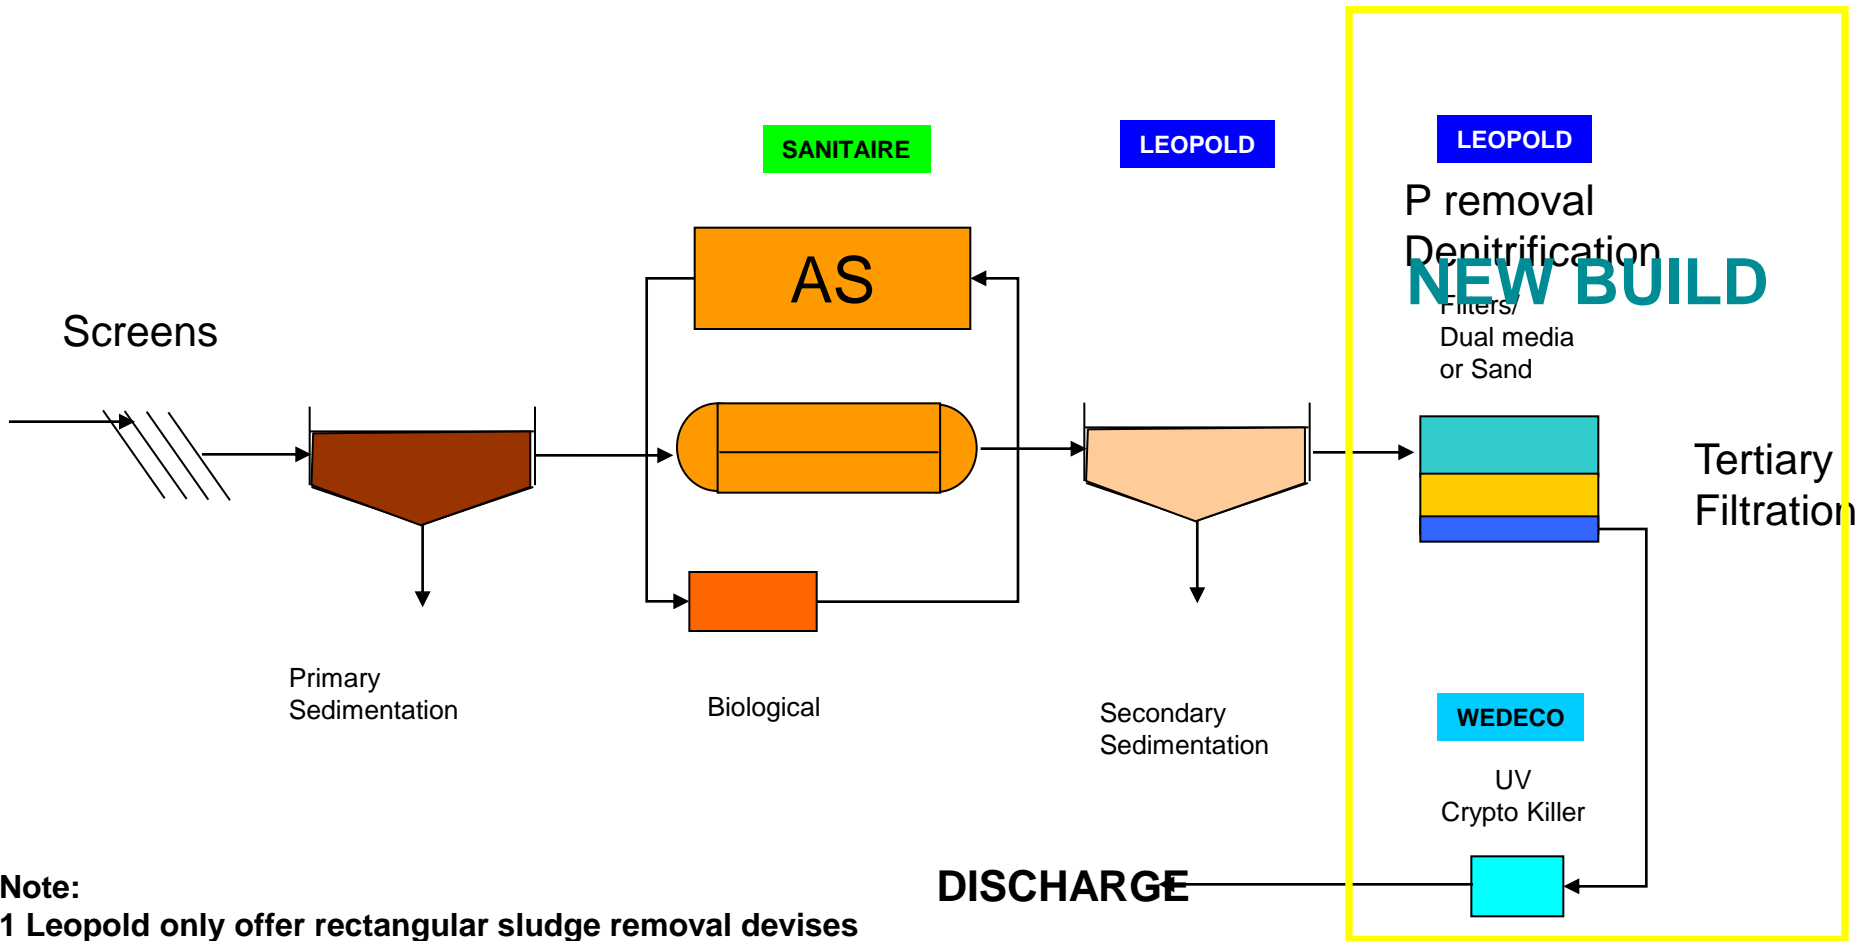 SANITAIRE
LEOPOLD
LEOPOLD
P removal
Denitrification
NEW BUILD
Filters/
Dual media
or Sand
AS
Screens
Tertiary
Filtration
Primary
Sedimentation
Biological
Secondary
Sedimentation
WEDECO
UV
Crypto Killer
DISCHARGE
Note:
1 Leopold only offer rectangular sludge removal devises